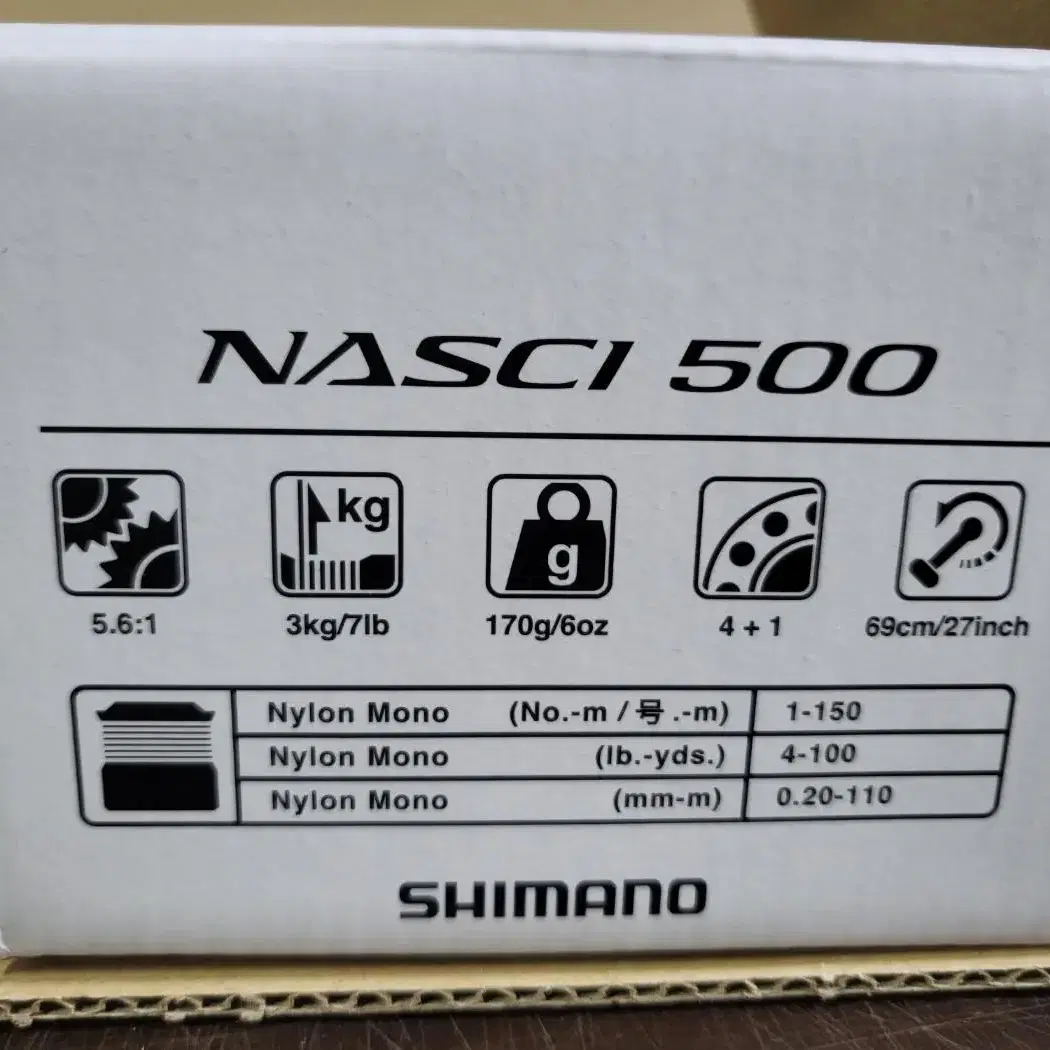 NASCI 500
kg
g
5.6:1 3kg/7lb 170g/6oz 4 + 1 69cm/27inch
Nylon Mono (No.-m / 号.-m) 1-150
Nylon Mono (lb.-yds.) 4-100
Nylon Mono (mm-m) 0.20-110
SHIMANO